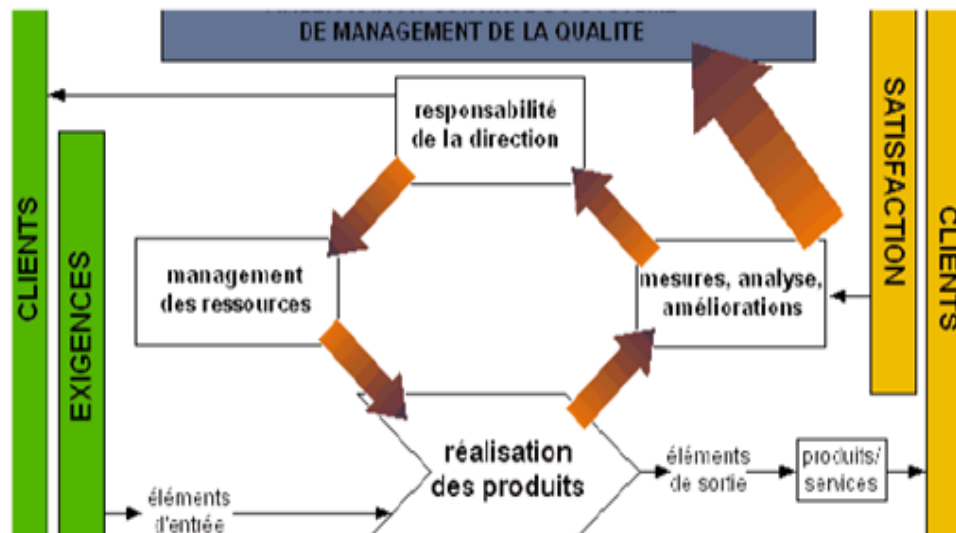 DE MANAGEMENT DE LA QUALITE
responsabilité
de la direction
CLIENTS
EXIGENCES
management
des ressources
mesures, analyse,
améliorations
SATISFACTION
CLIENTS
réalisation
des produits
éléments
de sortie
produits/
services
éléments
d'entrée